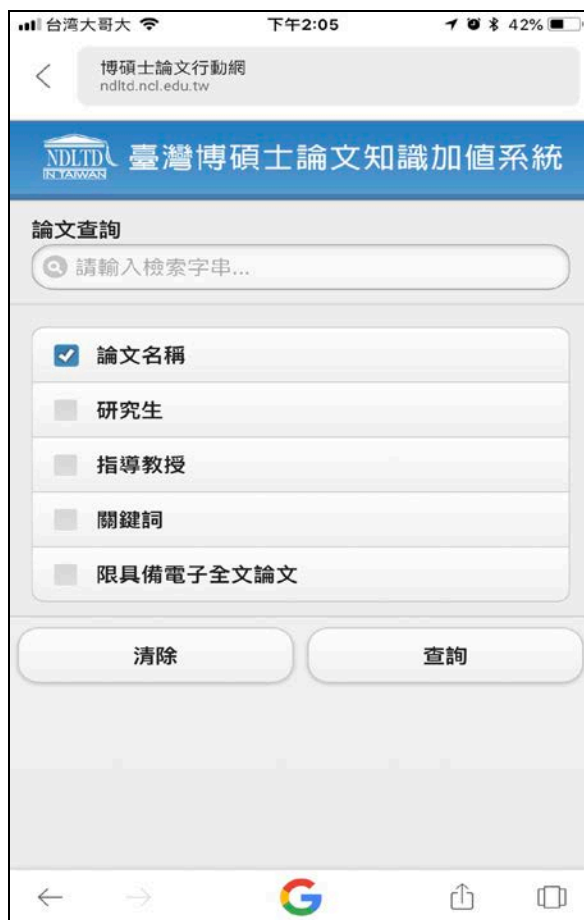 台湾大哥大 下午2:05 42%
博碩士論文行動網
ndltd.ncl.edu.tw
NDLTD
IN TAIWAN
臺灣博碩士論文知識加值系統
論文查詢
請輸入檢索字串...
論文名稱
研究生
指導教授
關鍵詞
限具備電子全文論文
清除 查詢
G